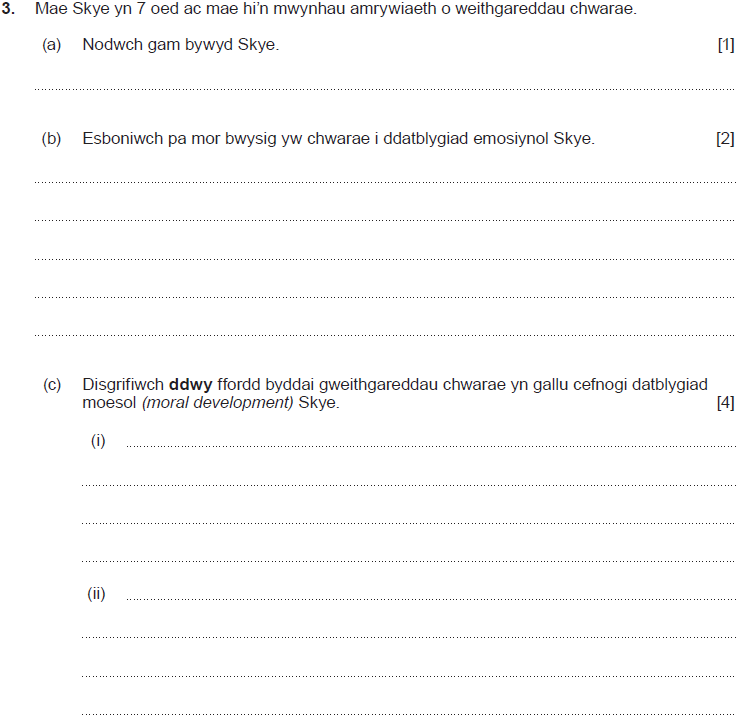 3. Mae Skye yn 7 oed ac mae hi'n mwynhau amrywiaeth o weithgareddau chwarae.
(a) Nodwch gam bywyd Skye. [1]
(b) Esboniwch pa mor bwysig yw chwarae i ddatblygiad emosiynol Skye. [2]
(c) Disgrifiwch ddwy ffordd byddai gweithgareddau chwarae yn gallu cefnogi datblygiad
moesol (moral development) Skye. [4]
(i)
(ii)